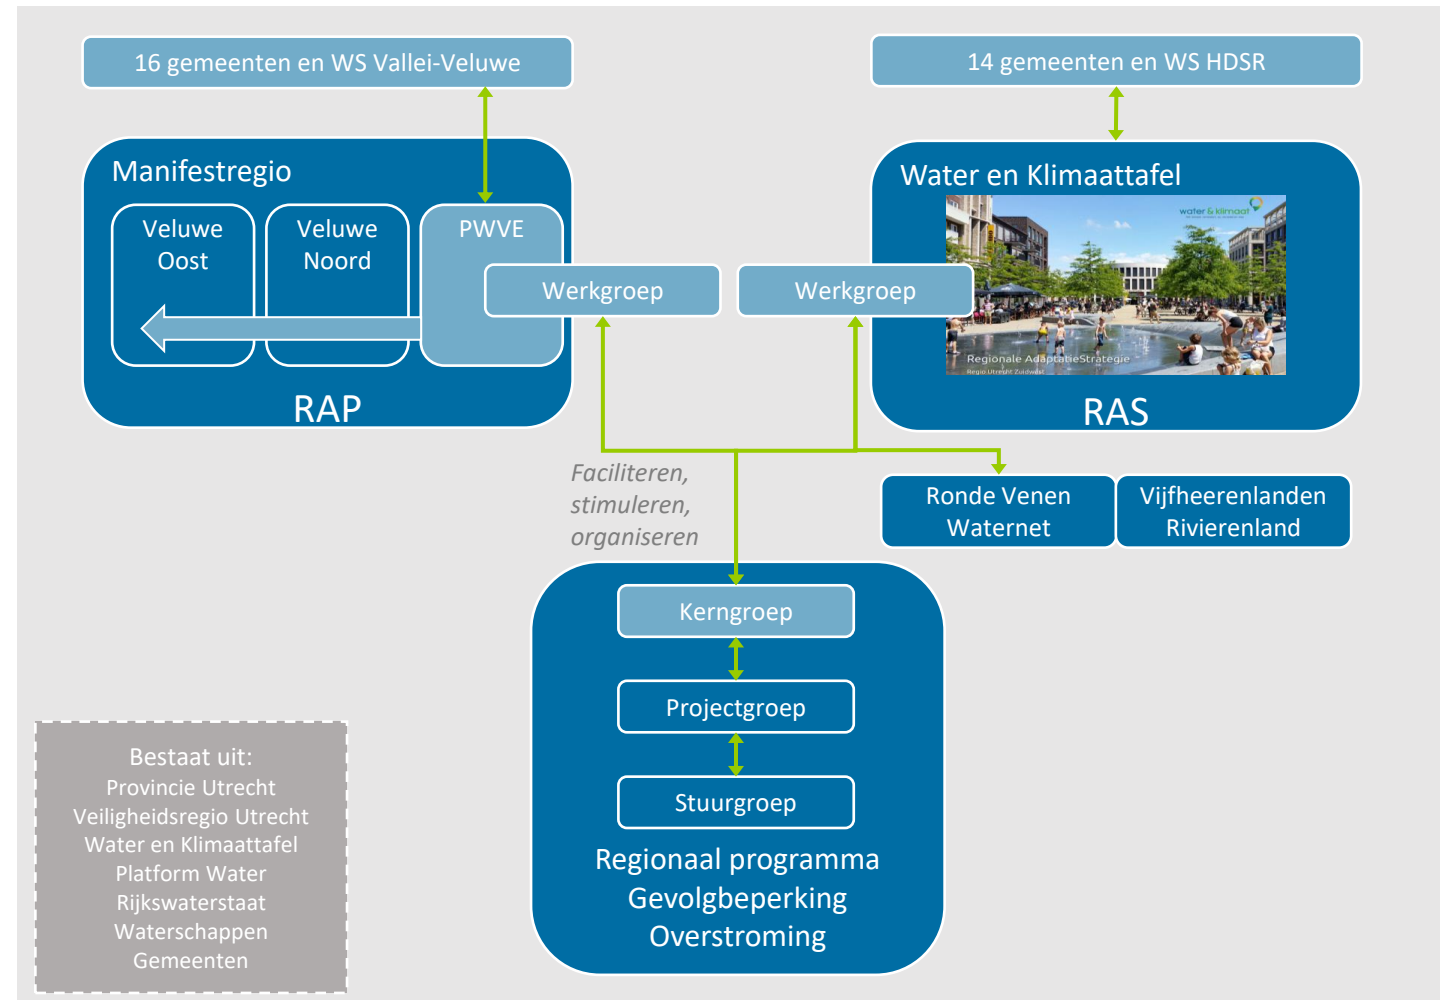 16 gemeenten en WS Vallei-Veluwe
14 gemeenten en WS HDSR
Manifestregio
Veluwe
Oost
Veluwe
Noord
PWVE
Werkgroep
RAP
Water en Klimaattafel
water & klimaat
Werkgroep
Regionale AdaptatieStrategie
Regio Utrecht Zuidwest
RAS
Faciliteren,
stimuleren,
organiseren
Ronde Venen
Waternet
Vijfheerenlanden
Rivierenland
Kerngroep
Projectgroep
Stuurgroep
Regionaal programma
Gevolgbeperking
Overstroming
Bestaat uit:
Provincie Utrecht
Veiligheidsregio Utrecht
Water en Klimaattafel
Platform Water
Rijkswaterstaat
Waterschappen
Gemeenten